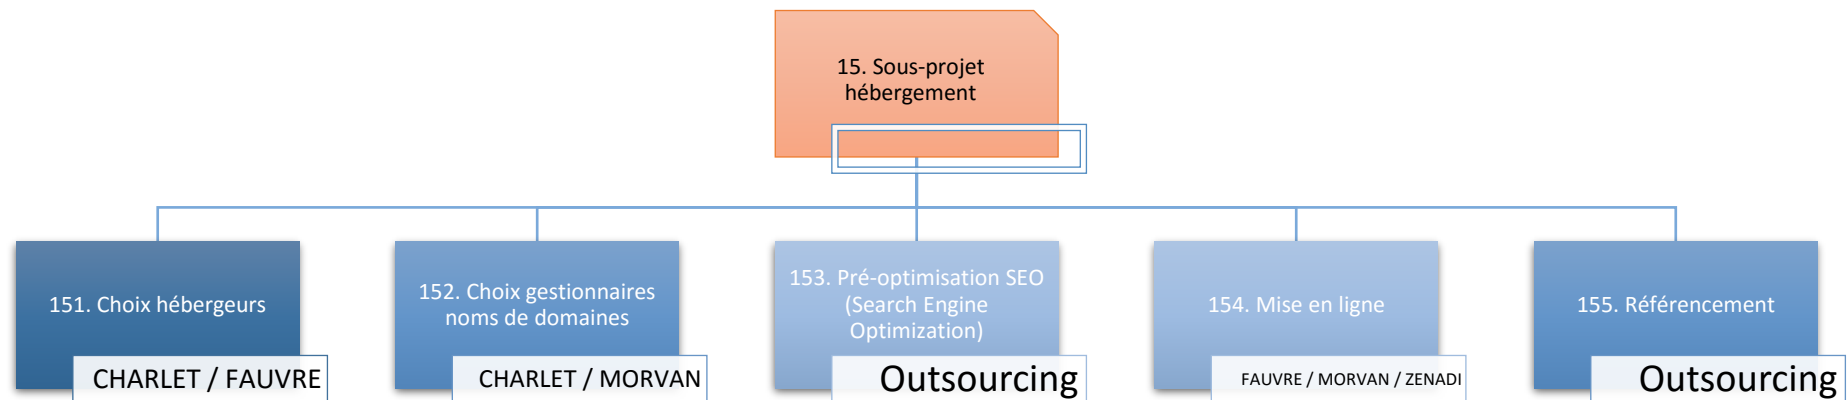 15. Sous-projet
hébergement
151. Choix hébergeurs
CHARLET / FAUVRE
152. Choix gestionnaires
noms de domaines
CHARLET / MORVAN
153. Pré-optimisation SEO
(Search Engine
Optimization)
Outsourcing
154. Mise en ligne
FAUVRE / MORVAN / ZENADI
155. Référencement
Outsourcing